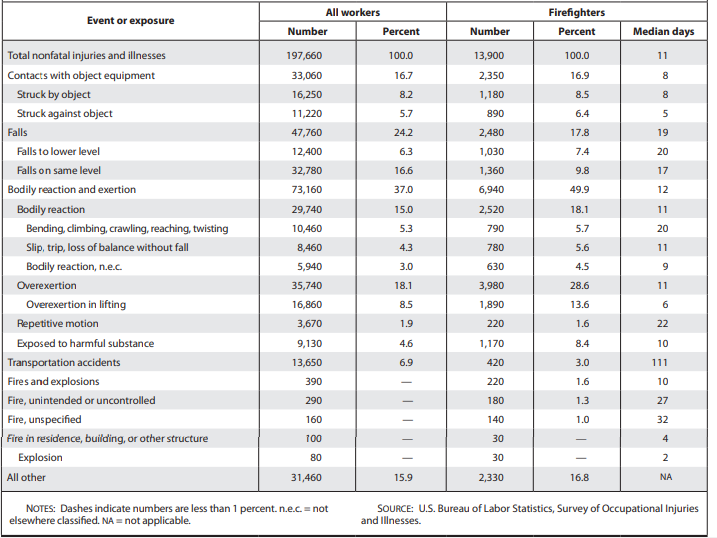 Event or exposure All workers Firefighters
Number Percent Number Percent Median days
Total nonfatal injuries and illnesses 197,660 100.0 13,900 100.0 11
Contacts with object equipment 33,060 16.7 2,350 16.9 8
Struck by object 16,250 8.2 1,180 8.5 8
Struck against object 11,220 5.7 890 6.4 5
Falls 47,760 24.2 2,480 17.8 19
Falls to lower level 12,400 6.3 1,030 7.4 20
Falls on same level 32,780 16.6 1,360 9.8 17
Bodily reaction and exertion 73,160 37.0 6,940 49.9 12
Bodily reaction 29,740 15.0 2,520 18.1 11
Bending, climbing, crawling, reaching, twisting 10,460 5.3 790 5.7 20
Slip, trip, loss of balance without fall 8,460 4.3 780 5.6 11
Bodily reaction, n.e.c. 5,940 3.0 630 4.5 9
Overexertion 35,740 18.1 3,980 28.6 11
Overexertion in lifting 16,860 8.5 1,890 13.6 6
Repetitive motion 3,670 1.9 220 1.6 22
Exposed to harmful substance 9,130 4.6 1,170 8.4 10
Transportation accidents 13,650 6.9 420 3.0 111
Fires and explosions 390 — 220 1.6 10
Fire, unintended or uncontrolled 290 — 180 1.3 27
Fire, unspecified 160 — 140 1.0 32
Fire in residence, building, or other structure 100 — 30 — 4
Explosion 80 — 30 — 2
All other 31,460 15.9 2,330 16.8 NA
NOTES: Dashes indicate numbers are less than 1 percent. n.e.c. = not
elsewhere classified. NA = not applicable.
SOURCE: U.S. Bureau of Labor Statistics, Survey of Occupational Injuries
and Illnesses.